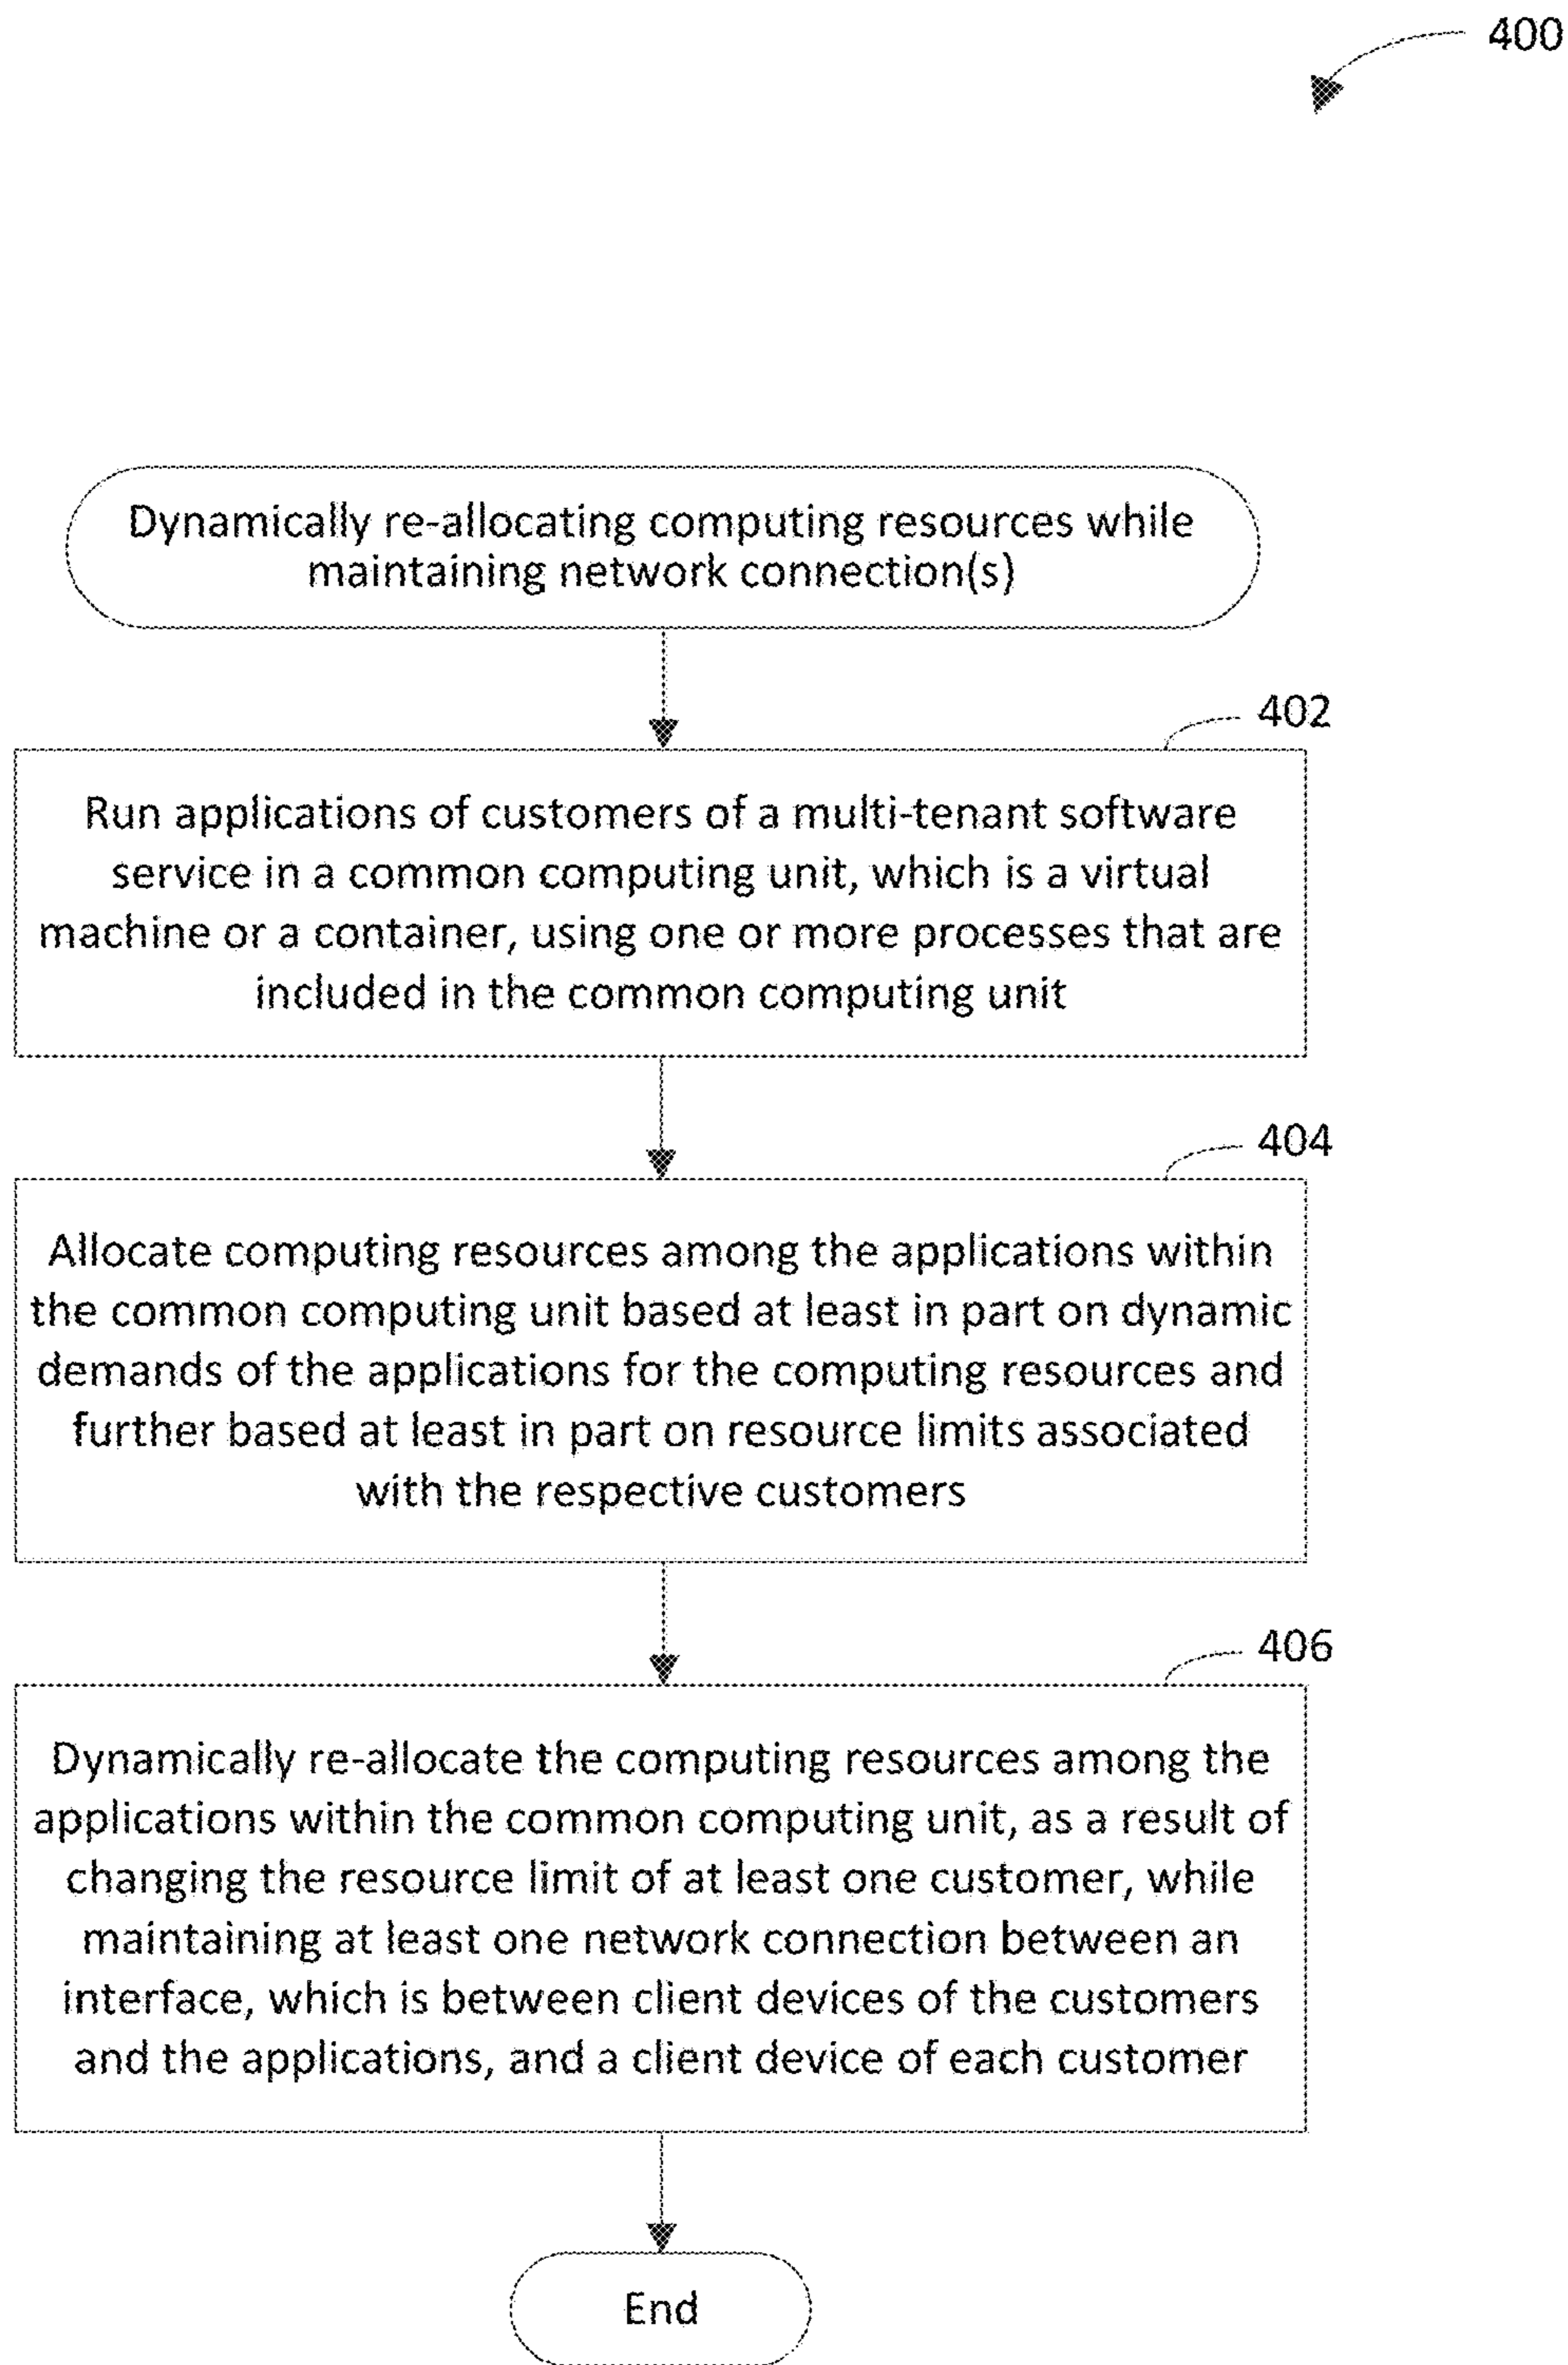 400
Dynamically re-allocating computing resources while
maintaining network connection(s)
402
Run applications of customers of a multi-tenant software
service in a common computing unit, which is a virtual
machine or a container, using one or more processes that are
included in the common computing unit
404
Allocate computing resources among the applications within
the common computing unit based at least in part on dynamic
demands of the applications for the computing resources and
further based at least in part on resource limits associated
with the respective customers
406
Dynamically re-allocate the computing resources among the
applications within the common computing unit, as a result of
changing the resource limit of at least one customer, while
maintaining at least one network connection between an
interface, which is between client devices of the customers
and the applications, and a client device of each customer
End